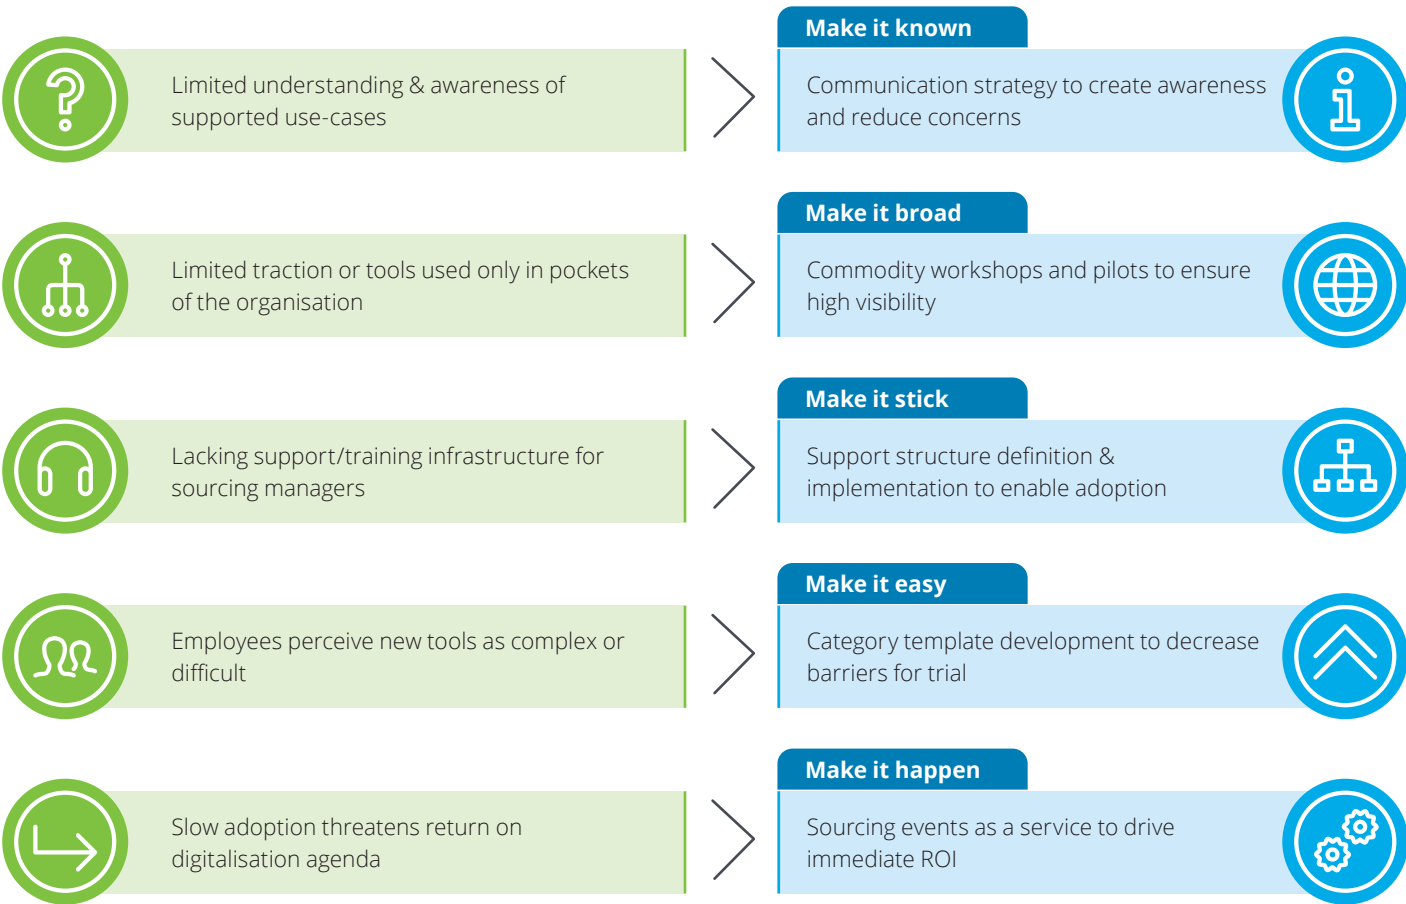 Make it known
Limited understanding & awareness of
supported use-cases
Communication strategy to create awareness
and reduce concerns
Make it broad
Limited traction or tools used only in pockets
of the organisation
Commodity workshops and pilots to ensure
high visibility
Make it stick
Lacking support/training infrastructure for
sourcing managers
Support structure definition &
implementation to enable adoption
Make it easy
Employees perceive new tools as complex or
difficult
Category template development to decrease
barriers for trial
Make it happen
Slow adoption threatens return on
digitalisation agenda
Sourcing events as a service to drive
immediate ROI